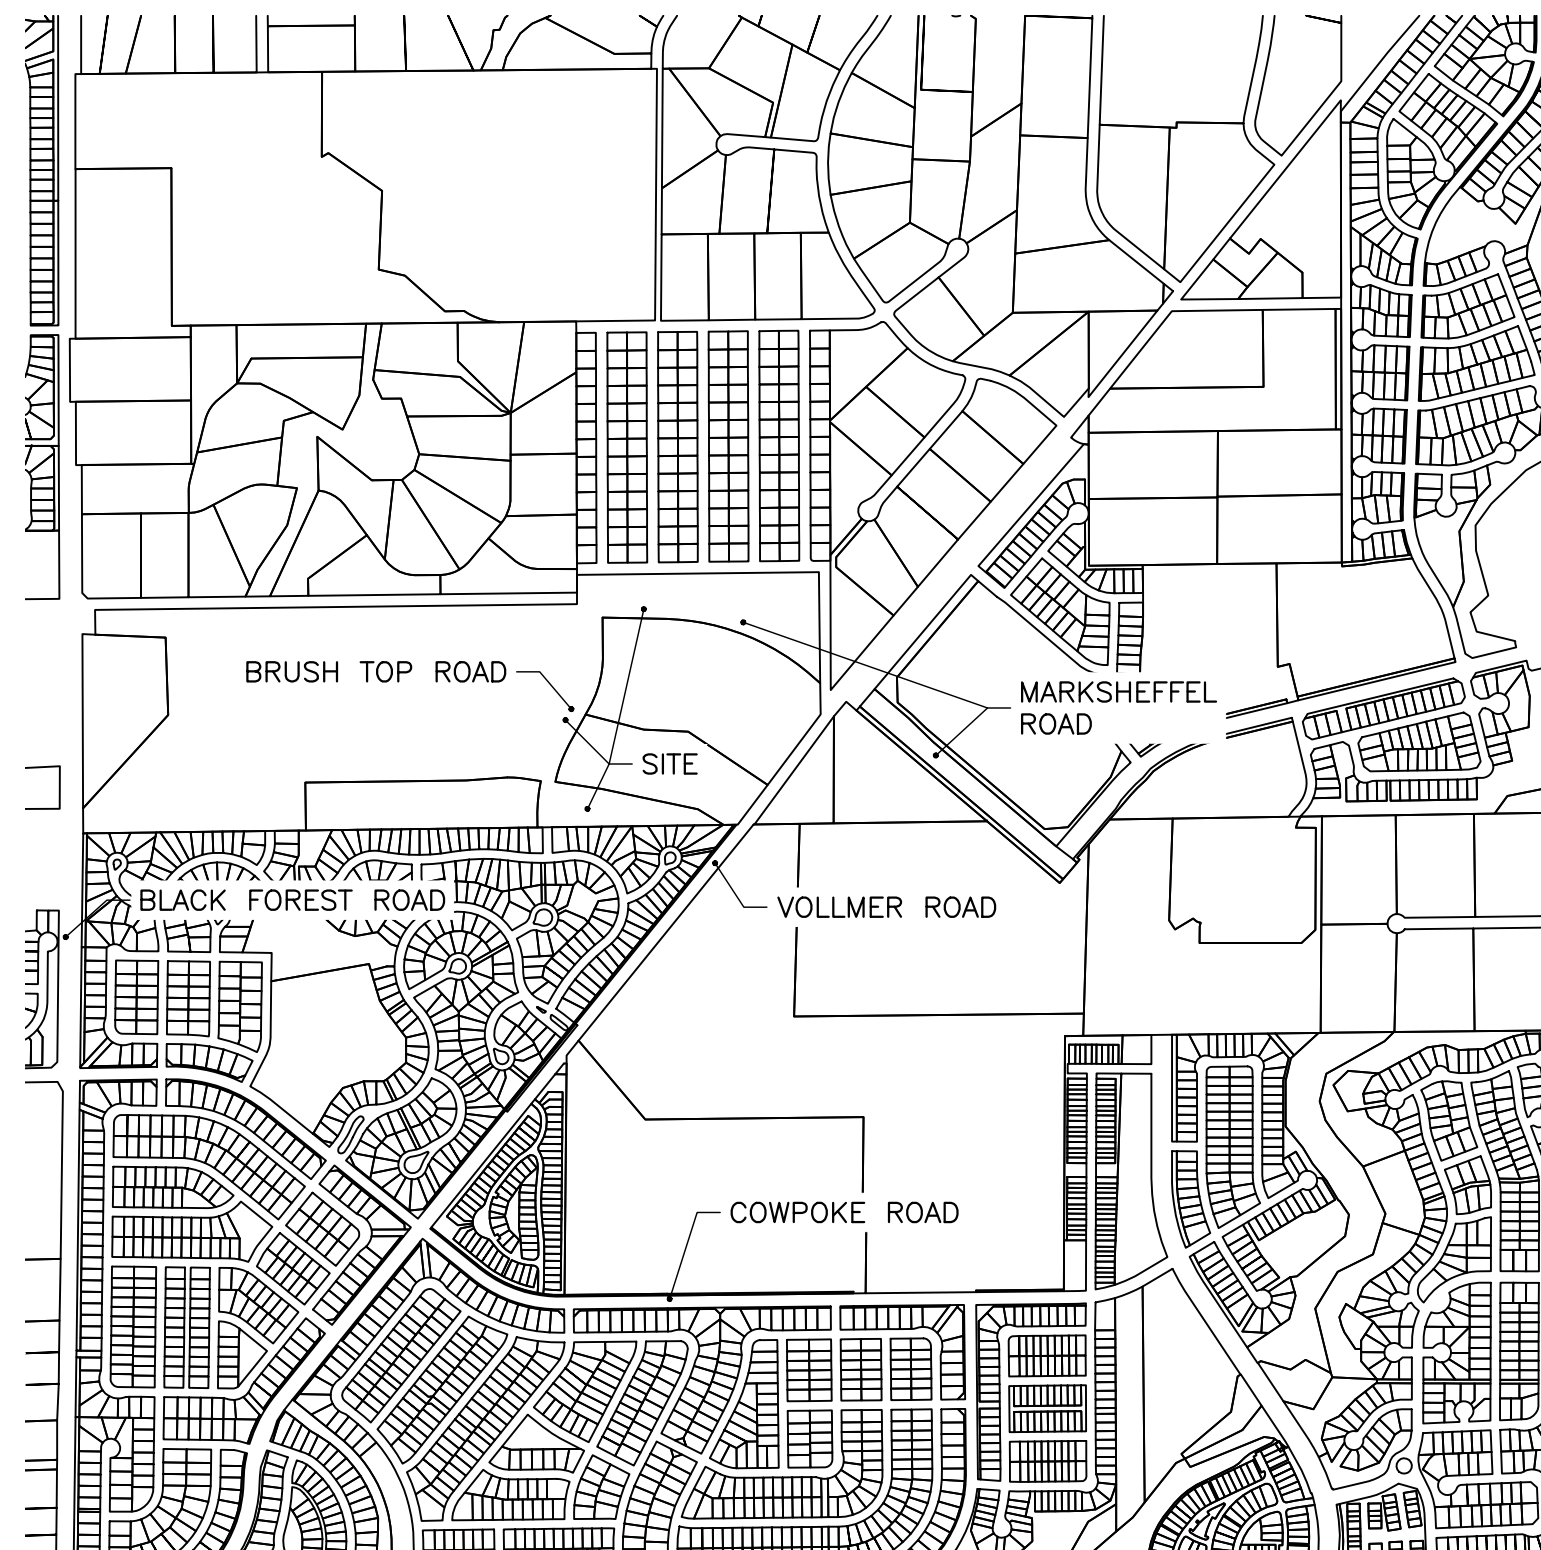 BRUSH TOP ROAD
MARKSHEFFEL
ROAD
SITE
BLACK FOREST ROAD
VOLLMER ROAD
COWPOKE ROAD